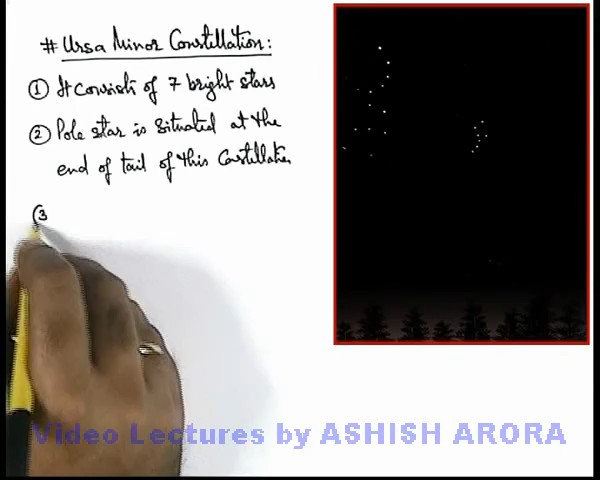 # Ursa Minor Constellation:
① It consists of 7 bright stars
② Pole star is situated at the
end of tail of this Constellation
(3
Video Lectures by ASHISH ARORA